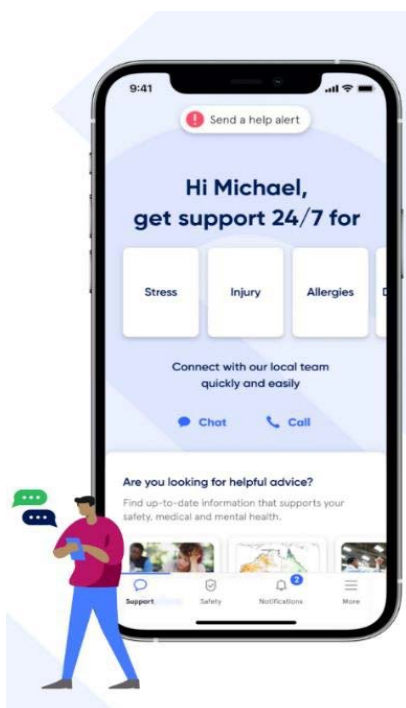 9:41
Send a help alert
Hi Michael,
get support 24/7 for
Stress
Injury
Allergies
D
Connect with our local team
quickly and easily
Chat
Call
Are you looking for helpful advice?
Find up-to-date information that supports your
safety, medical and mental health.
2
Support
Safety
Notifications
More